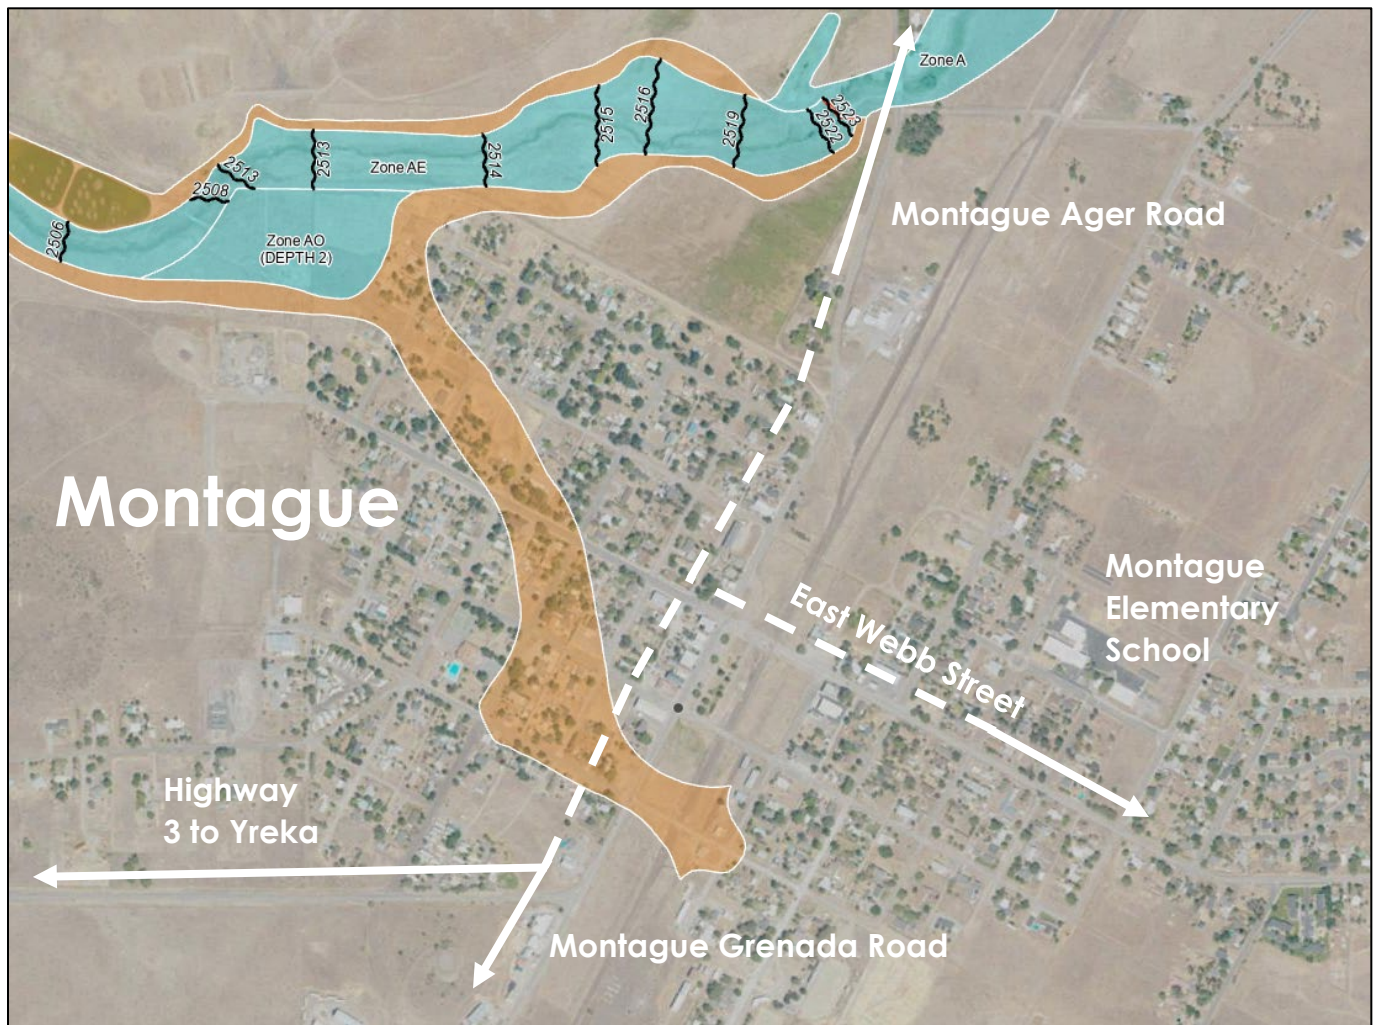 Zone A
2523
2522
2519
2516
2515
2514
2513
2513
2508
2506
Zone AE
Zone AO
(DEPTH 2)
Montague Ager Road
Montague
East Webb Street
Montague
Elementary
School
Highway
3 to Yreka
Montague Grenada Road